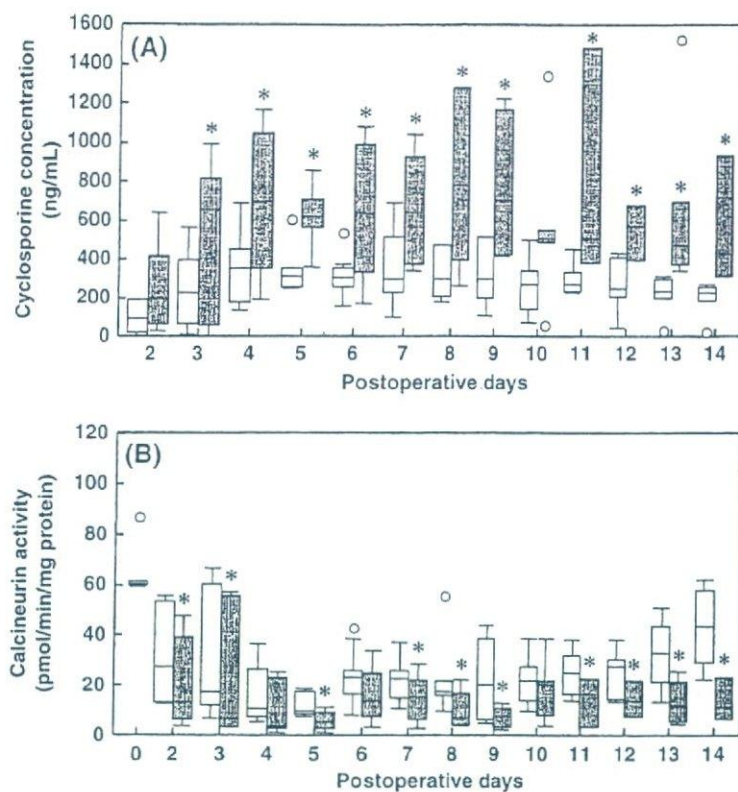 1600
(A)
1400
1200
1000
800
600
400
200
0
Cyclosporine concentration
(ng/mL)
* * * * * * * * * * *
2 3 4 5 6 7 8 9 10 11 12 13 14
Postoperative days
120
(B)
100
80
60
40
20
0
Calcineurin activity
(pmol/min/mg protein)
* * * * * * * * * *
0 2 3 4 5 6 7 8 9 10 11 12 13 14
Postoperative days